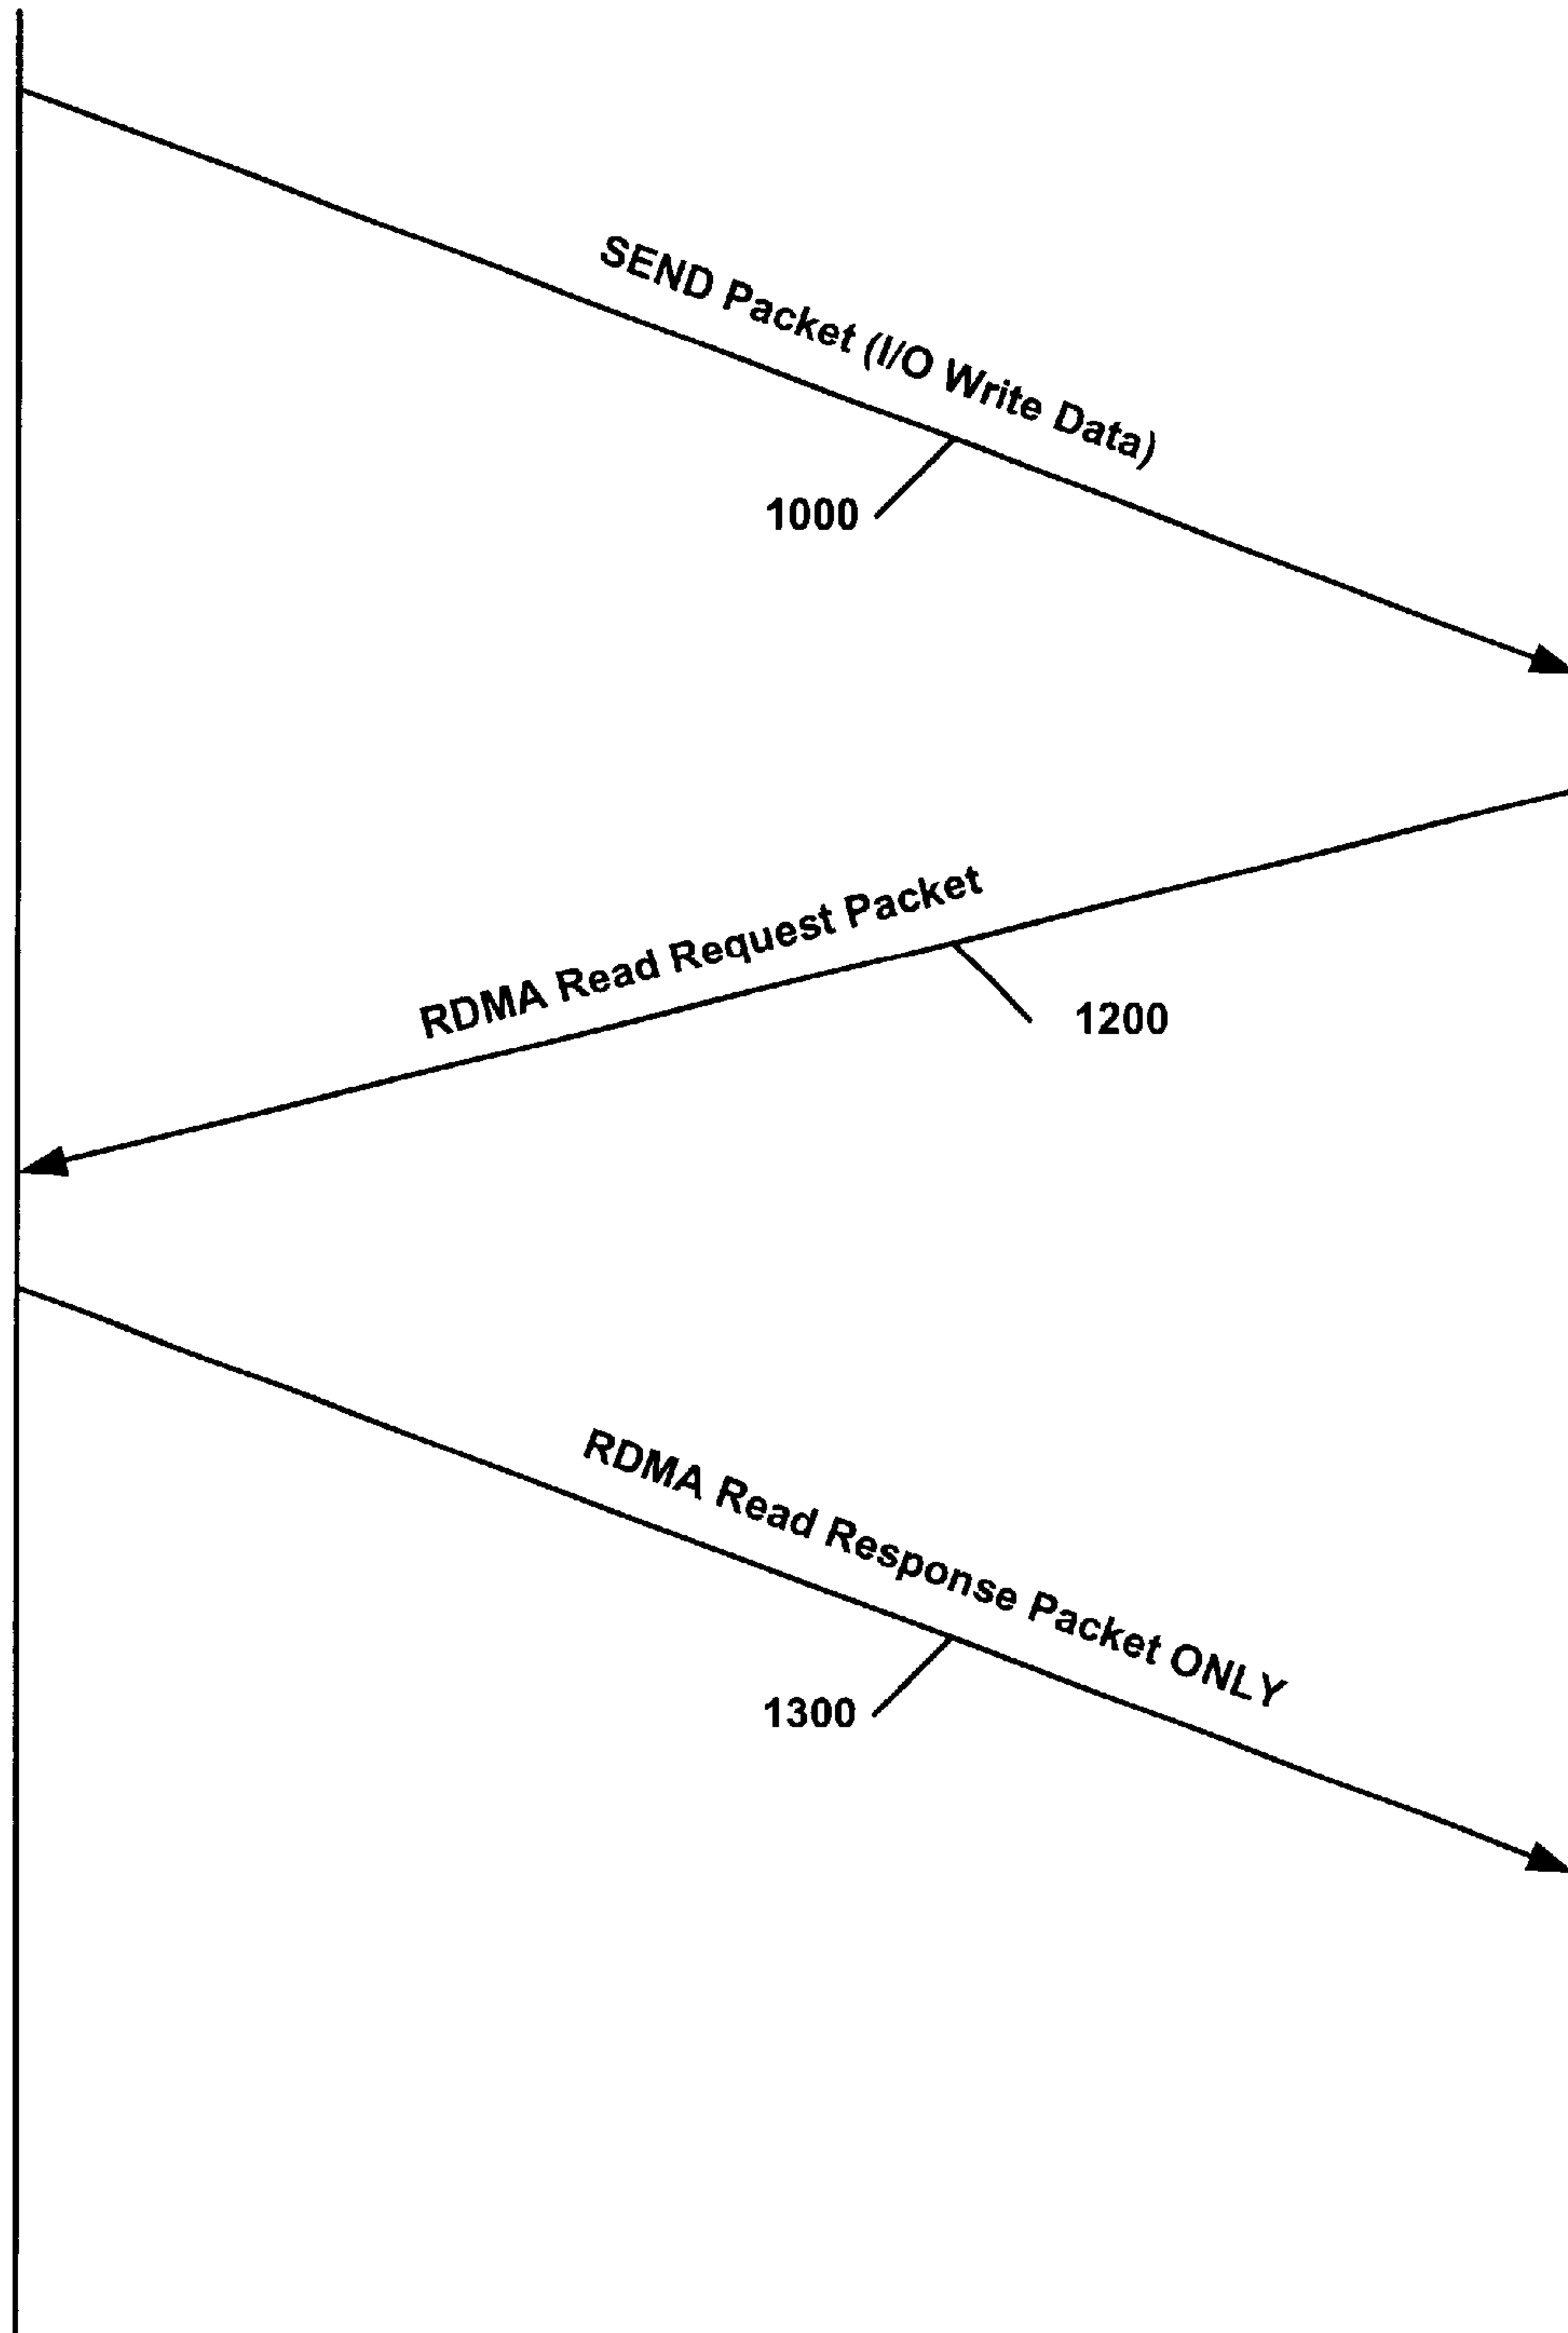 SEND Packet (I/O Write Data)
1000
RDMA Read Request Packet
1200
RDMA Read Response Packet ONLY
1300